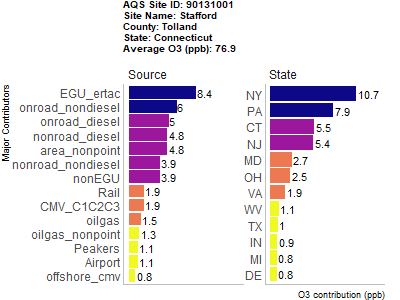 AQS Site ID: 90131001
Site Name: Stafford
County: Tolland
State: Connecticut
Average O3 (ppb): 76.9
Major Contributors
Source
EGU_ertac 8.4
onroad_nondiesel 6
onroad_diesel 5
nonroad_diesel 4.8
area_nonpoint 4.8
nonroad_nondiesel 3.9
nonEGU 3.9
Rail 1.9
CMV_C1C2C3 1.9
oilgas 1.5
oilgas_nonpoint 1.3
Peakers 1.1
Airport 1.1
offshore_cmv 0.8
State
NY 10.7
PA 7.9
CT 5.5
NJ 5.4
MD 2.7
OH 2.5
VA 1.9
WV 1.1
TX 1
IN 0.9
MI 0.8
DE 0.8
O3 contribution (ppb)